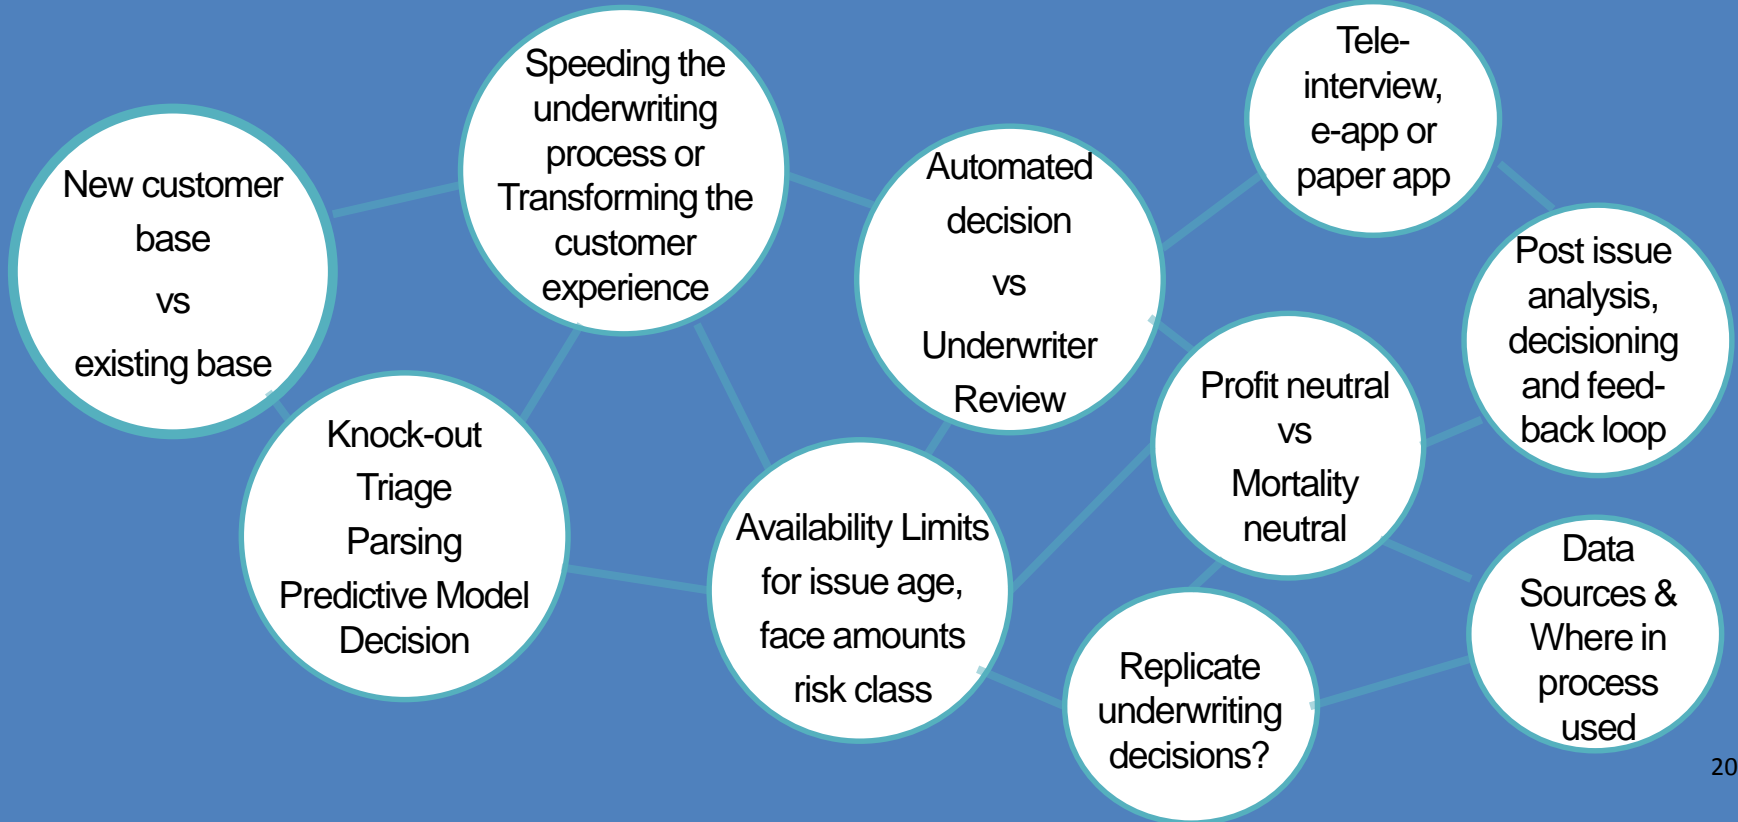 New customer
base
vs
existing base
Speeding the
underwriting
process or
Transforming the
customer
experience
Knock-out
Triage
Parsing
Predictive Model
Decision
Automated
decision
vs
Underwriter
Review
Availability Limits
for issue age,
face amounts
risk class
Tele-
interview,
e-app or
paper app
Profit neutral
vs
Mortality
neutral
Post issue
analysis,
decisioning
and feed-
back loop
Replicate
underwriting
decisions?
Data
Sources &
Where in
process
used
20